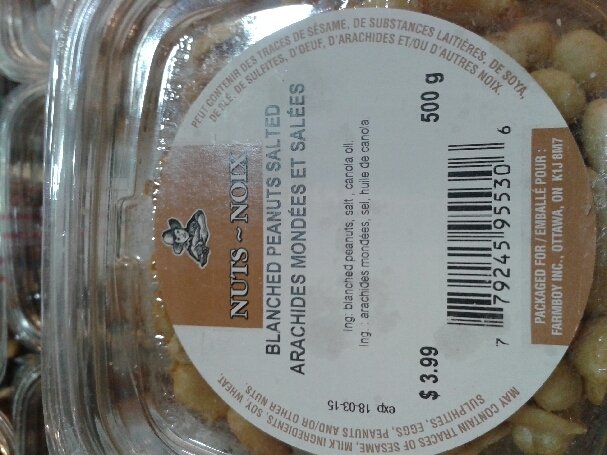 PEUT CONTENIR DES TRACES DE SÉSAME, DE SUBSTANCES LAITIÈRES, DE SOYA,
DE BLÉ, DE SULFITES, D'OEUF, D'ARACHIDES ET/OU D'AUTRES NOIX.
NUTS ~ NOIX
BLANCHED PEANUTS SALTED
ARACHIDES MONDÉES ET SALÉES
Ing: blanched peanuts, salt, canola oil.
Ing. : arachides mondées, sel, huile de canola
$ 3.99
500 g
exp 18-03-15
7 79245 95530 6
PACKAGED FOR / EMBALLÉ POUR :
FARMBOY INC., OTTAWA, ON K1J 8M7
MAY CONTAIN TRACES OF SESAME, MILK INGREDIENTS, SOY, WHEAT,
SULPHITES, EGGS, PEANUTS AND/OR OTHER NUTS.